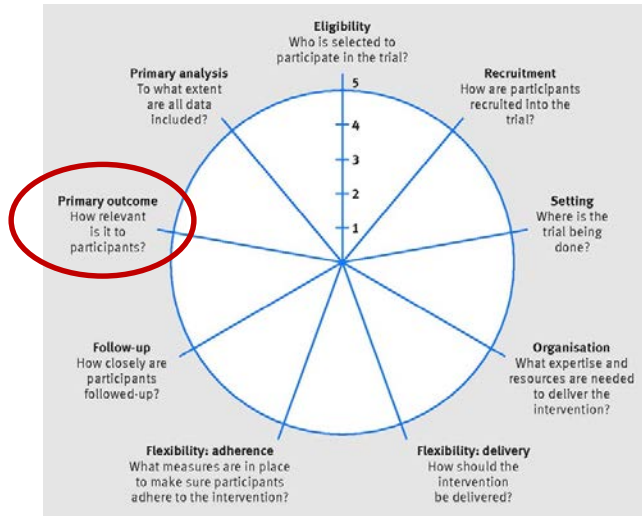 Eligibility
Who is selected to
participate in the trial?
Primary analysis
To what extent
are all data
included?
Recruitment
How are participants
recruited into the
trial?
5
4
3
2
1
Primary outcome
How relevant
is it to
participants?
Setting
Where is the
trial being
done?
Follow-up
How closely are
participants
followed-up?
Organisation
What expertise and
resources are needed
to deliver the
intervention?
Flexibility: adherence
What measures are in place
to make sure participants
adhere to the intervention?
Flexibility: delivery
How should the
intervention
be delivered?